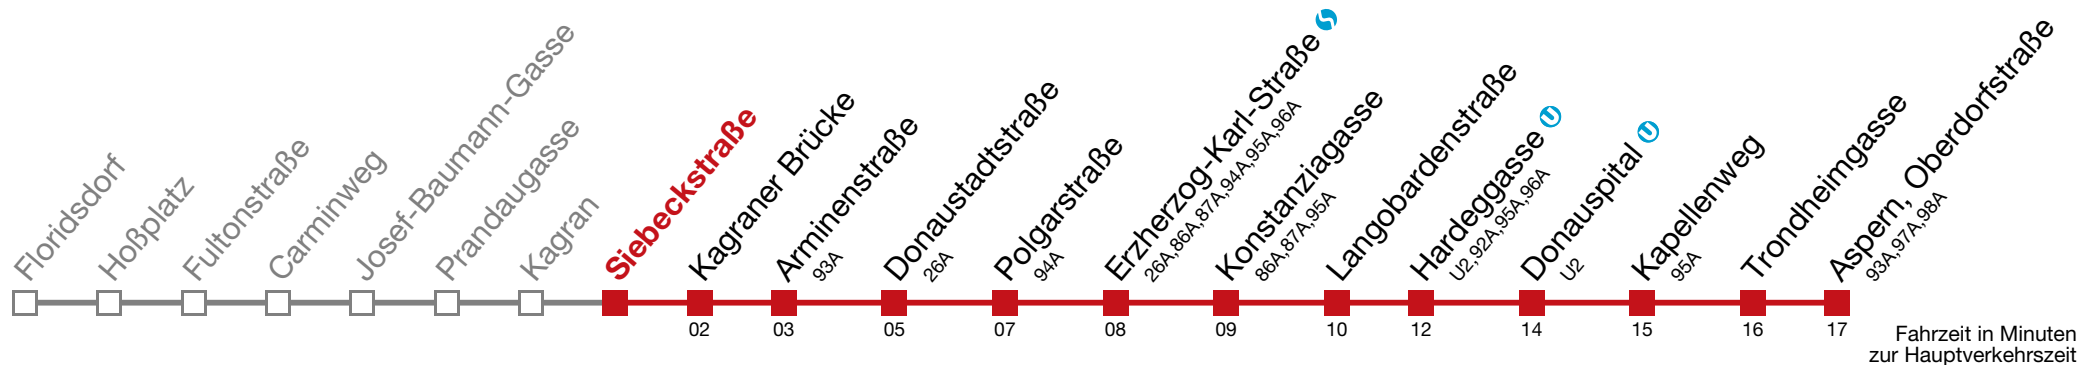 Floridsdorf
Hoßplatz
Fultonstraße
Carminweg
Josef-Baumann-Gasse
Prandaugasse
Kagran
Siebeckstraße
Kagraner Brücke
02
Arminenstraße
93A
03
Donaustadtstraße
26A
05
Polgarstraße
94A
07
Erzherzog-Karl-Straße
26A,86A,87A,94A,95A,96A
08
Konstanziagasse
86A,87A,95A
09
Langobardenstraße
10
Hardeggasse U
U2,92A,95A,96A
12
Donauspital U
U2
14
Kapellenweg
95A
15
Trondheimgasse
16
Aspern, Oberdorfstraße
93A,97A,98A
17
Fahrzeit in Minuten
zur Hauptverkehrszeit